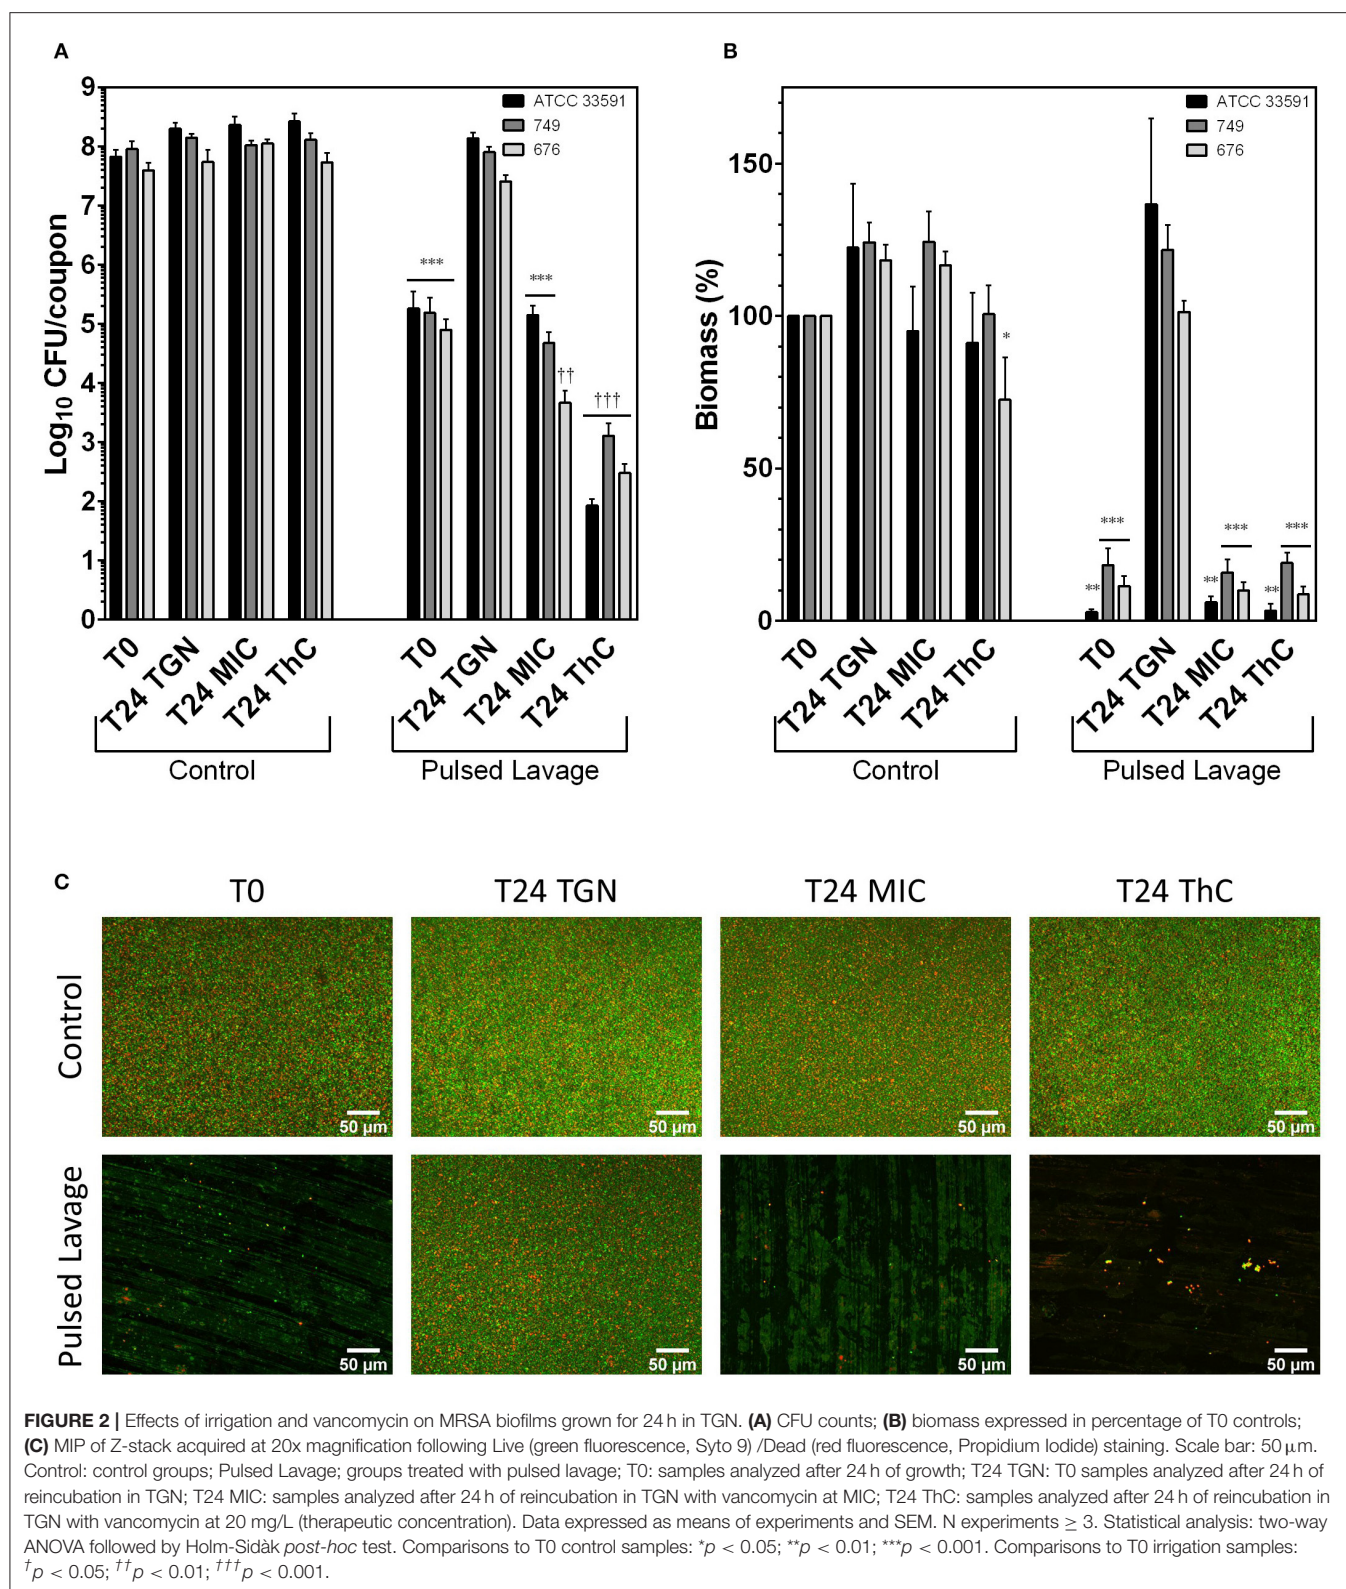 A
B
9
8
7
6
5
4
3
2
1
0
Log10 CFU/coupon
ATCC 33591
749
676
***
***
††
†††
T0
T24 TGN
T24 MIC
T24 ThC
T0
T24 TGN
T24 MIC
T24 ThC
Control
Pulsed Lavage
150
100
50
0
Biomass (%)
ATCC 33591
749
676
*
**
***
**
***
**
***
T0
T24 TGN
T24 MIC
T24 ThC
T0
T24 TGN
T24 MIC
T24 ThC
Control
Pulsed Lavage
C
T0
T24 TGN
T24 MIC
T24 ThC
Control
50 µm
50 µm
50 µm
50 µm
Pulsed Lavage
50 µm
50 µm
50 µm
50 µm
FIGURE 2 | Effects of irrigation and vancomycin on MRSA biofilms grown for 24 h in TGN. (A) CFU counts; (B) biomass expressed in percentage of T0 controls;
(C) MIP of Z-stack acquired at 20x magnification following Live (green fluorescence, Syto 9) /Dead (red fluorescence, Propidium Iodide) staining. Scale bar: 50 µm.
Control: control groups; Pulsed Lavage; groups treated with pulsed lavage; T0: samples analyzed after 24 h of growth; T24 TGN: T0 samples analyzed after 24 h of
reincubation in TGN; T24 MIC: samples analyzed after 24 h of reincubation in TGN with vancomycin at MIC; T24 ThC: samples analyzed after 24 h of reincubation in
TGN with vancomycin at 20 mg/L (therapeutic concentration). Data expressed as means of experiments and SEM. N experiments ≥ 3. Statistical analysis: two-way
ANOVA followed by Holm-Sidàk post-hoc test. Comparisons to T0 control samples: *p < 0.05; **p < 0.01; ***p < 0.001. Comparisons to T0 irrigation samples:
†p < 0.05; ††p < 0.01; †††p < 0.001.